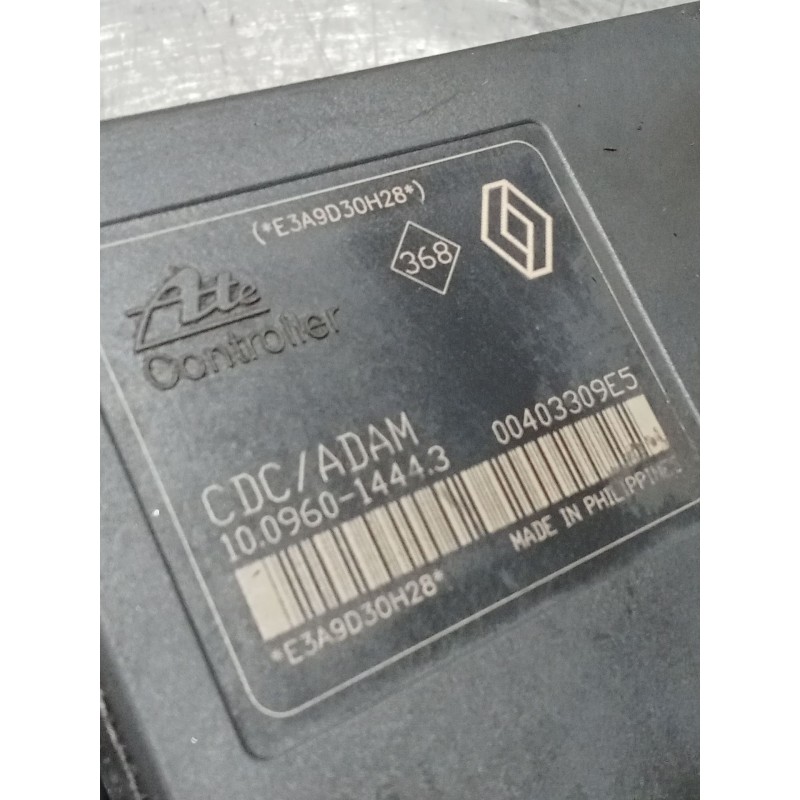 (*E3A9D30H28*)
368
Ate
Controller
CDC/ADAM
10.0960-1444.3 00403309E5
MADE IN PHILIPPINES
*E3A9D30H28*